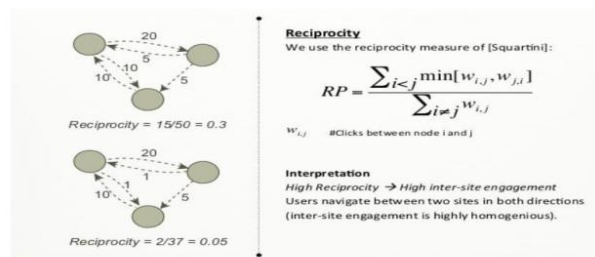 20
5
10
10
5
Reciprocity = 15/50 = 0.3
20
1
1
10
5
Reciprocity = 2/37 = 0.05
Reciprocity
We use the reciprocity measure of [Squartini]:
RP = ∑i<j min[wi,j, wj,i] / ∑i≠j wi,j
wi,j #Clicks between node i and j
Interpretation
High Reciprocity → High inter-site engagement
Users navigate between two sites in both directions
(inter-site engagement is highly homogenious).